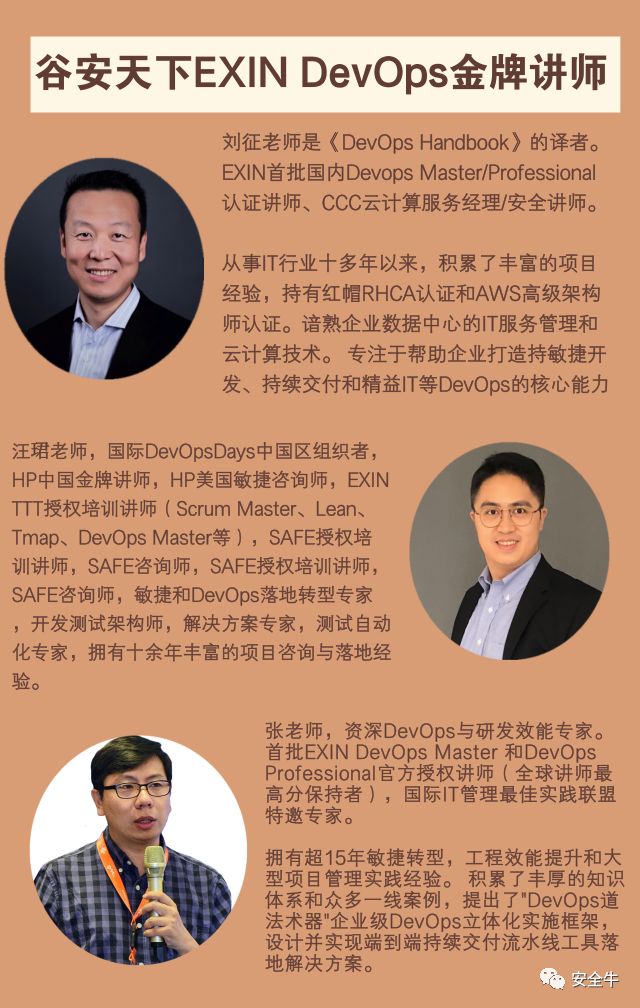 谷安天下EXIN DevOps金牌讲师
刘征老师是《DevOps Handbook》的译者。
EXIN首批国内Devops Master/Professional
认证讲师、CCC云计算服务经理/安全讲师。
从事IT行业十多年以来，积累了丰富的项目
经验，持有红帽RHCA认证和AWS高级架构
师认证。谙熟企业数据中心的IT服务管理和
云计算技术。 专注于帮助企业打造持敏捷开
发、持续交付和精益IT等DevOps的核心能力
汪珺老师，国际DevOpsDays中国区组织者，
HP中国金牌讲师，HP美国敏捷咨询师，EXIN
TTT授权培训讲师（Scrum Master、Lean、
Tmap、DevOps Master等），SAFE授权培
训讲师，SAFE咨询师，SAFE授权培训讲师，
SAFE咨询师，敏捷和DevOps落地转型专家
，开发测试架构师，解决方案专家，测试自动
化专家，拥有十余年丰富的项目咨询与落地经
验。
张老师，资深DevOps与研发效能专家。
首批EXIN DevOps Master 和DevOps
Professional官方授权讲师（全球讲师最
高分保持者），国际IT管理最佳实践联盟
特邀专家。
拥有超15年敏捷转型，工程效能提升和大
型项目管理实践经验。 积累了丰厚的知识
体系和众多一线案例，提出了"DevOps道
法术器"企业级DevOps立体化实施框架，
设计并实现端到端持续交付流水线工具落
地解决方案。
安全牛